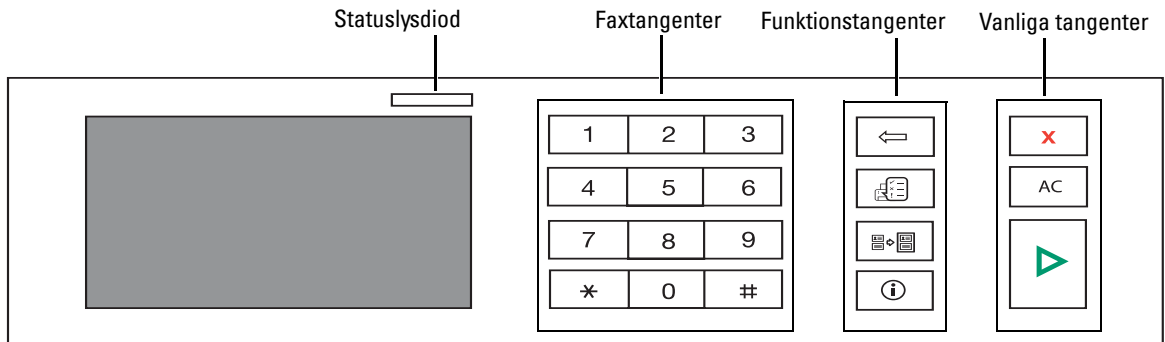 Statuslysdiod Faxtangenter Funktionstangenter Vanliga tangenter
1 2 3 x
4 5 6 AC
7 8 9
* 0 #